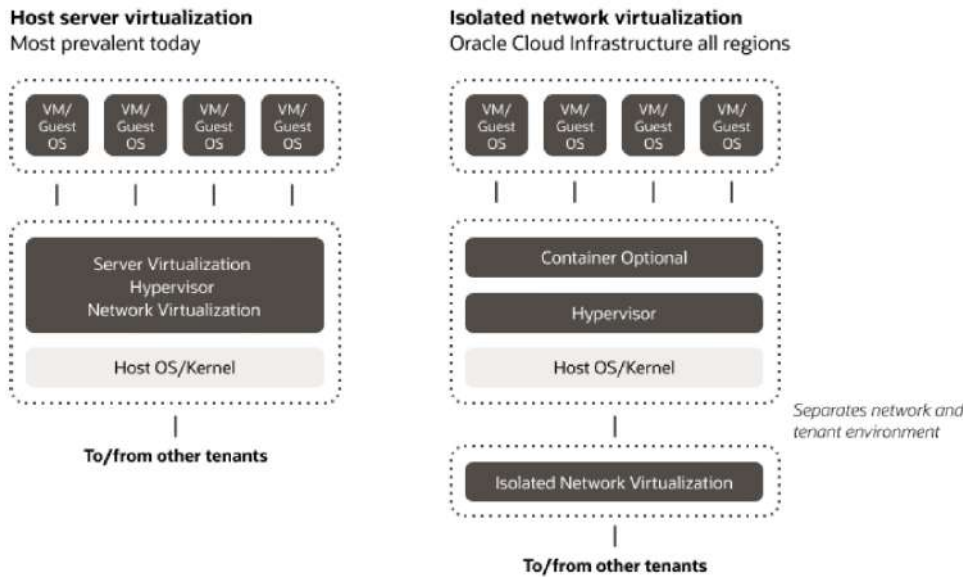 Host server virtualization
Most prevalent today
VM/
Guest
OS
VM/
Guest
OS
VM/
Guest
OS
VM/
Guest
OS
Server Virtualization
Hypervisor
Network Virtualization
Host OS/Kernel
To/from other tenants
Isolated network virtualization
Oracle Cloud Infrastructure all regions
VM/
Guest
OS
VM/
Guest
OS
VM/
Guest
OS
VM/
Guest
OS
Container Optional
Hypervisor
Host OS/Kernel
Separates network and
tenant environment
Isolated Network Virtualization
To/from other tenants